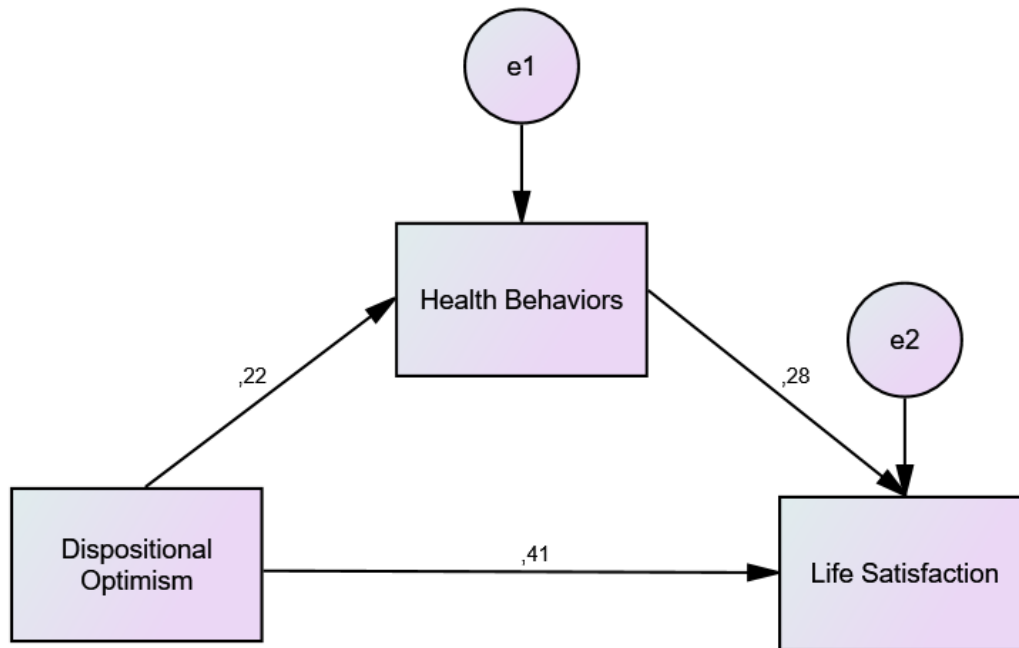 e1
Health Behaviors
e2
,22
,28
Dispositional
Optimism
,41
Life Satisfaction